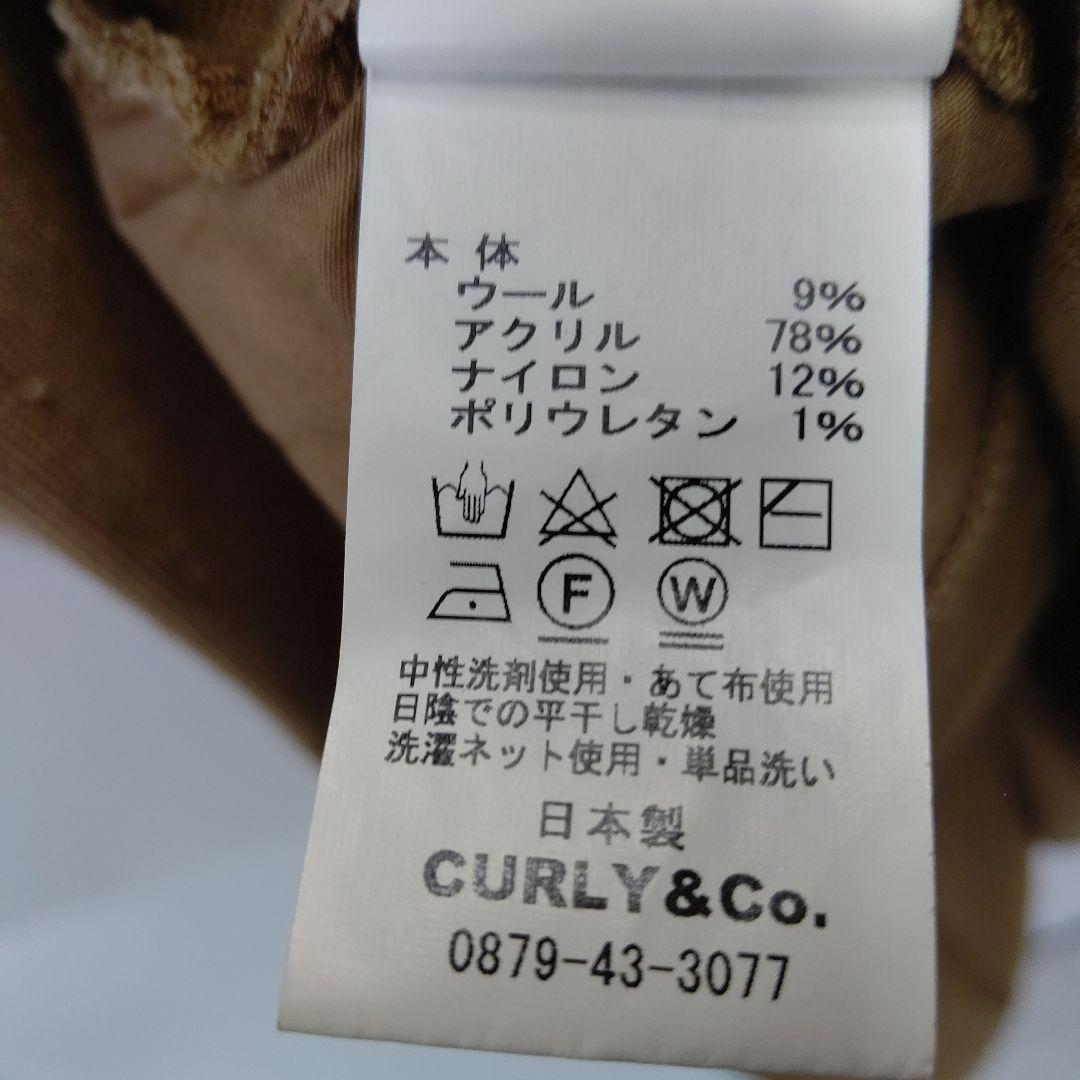 本体
ウール 9%
アクリル 78%
ナイロン 12%
ポリウレタン 1%
F W
中性洗剤使用・あて布使用
日陰での平干し乾燥
洗濯ネット使用・単品洗い
日本製
CURLY&Co.
0879-43-3077